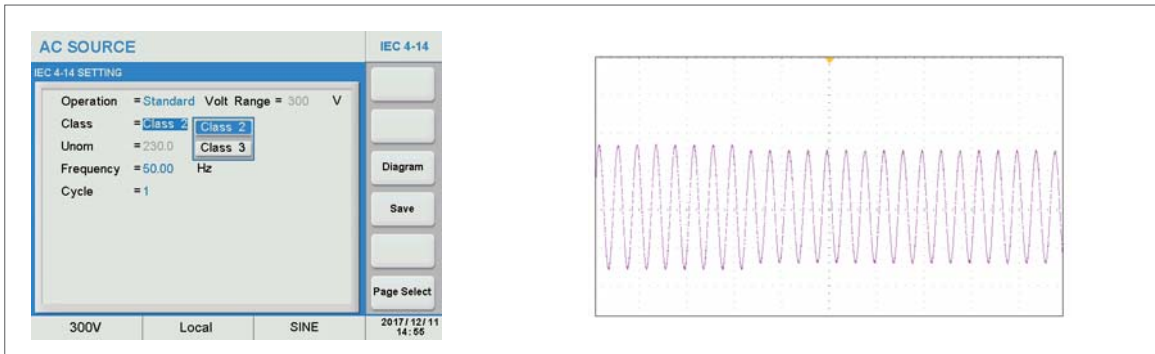 AC SOURCE
IEC 4-14
IEC 4-14 SETTING
Operation =Standard Volt Range = 300 V
Class =Class 2
Class 2
Class 3
Unom =230.0
Frequency =50.00 Hz
Cycle =1
Diagram
Save
Page Select
300V
Local
SINE
2017/12/11
14:55